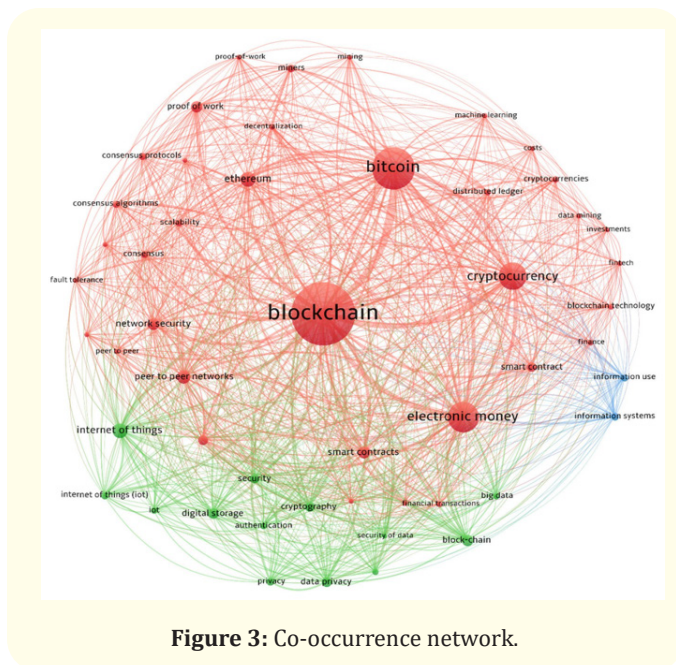 proof-of-work
mining
miners
proof of work
machine learning
decentralization
costs
consensus protocols
bitcoin
ethereum
cryptocurrencies
distributed ledger
consensus algorithms
data mining
scalability
investments
consensus
fintech
cryptocurrency
fault tolerance
blockchain technology
blockchain
network security
finance
peer to peer
smart contract
peer to peer networks
information use
electronic money
information systems
internet of things
smart contracts
security
internet of things (iot)
big data
financial transactions
cryptography
iot
digital storage
authentication
security of data
block-chain
privacy
data privacy
Figure 3: Co-occurrence network.